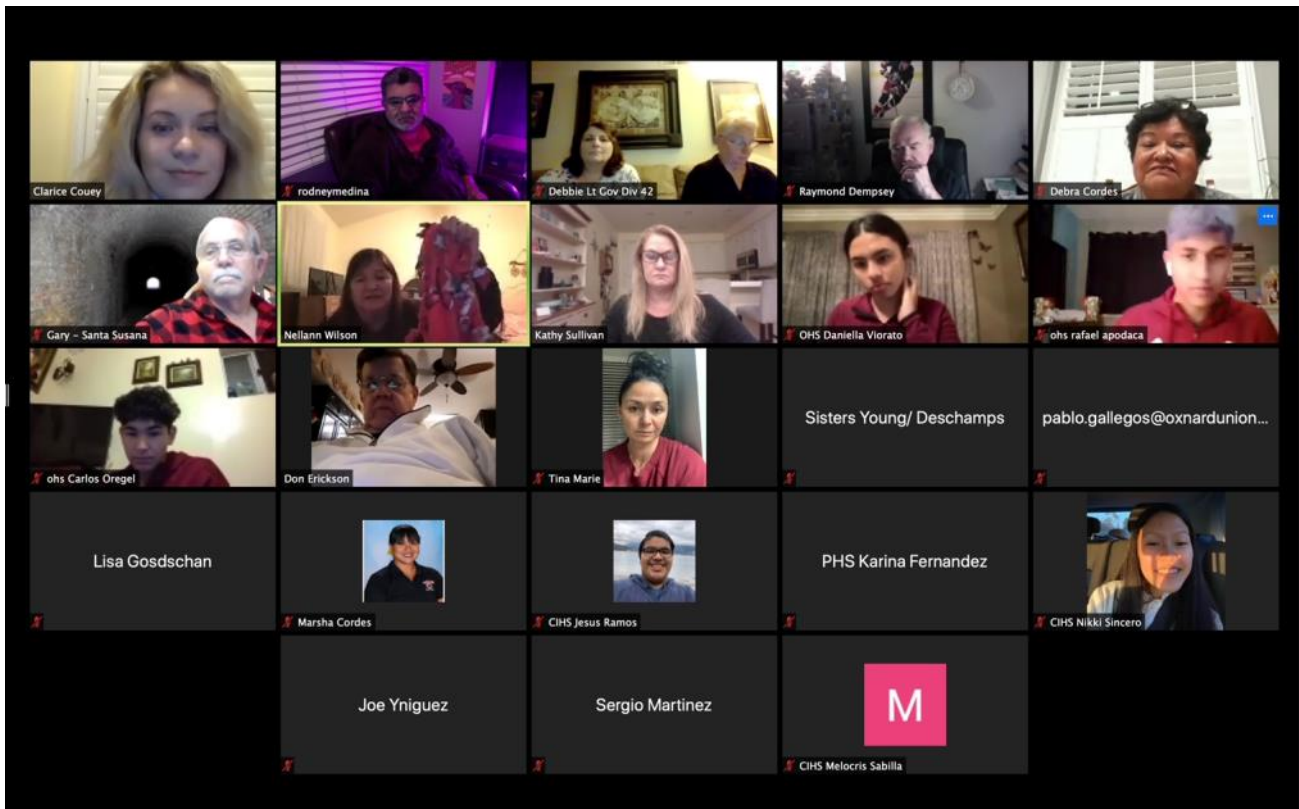 Clarice Couey
rodneymedina
Debbie Lt Gov Div 42
Raymond Dempsey
Debra Cordes
Gary - Santa Susana
Nellann Wilson
Kathy Sullivan
OHS Daniella Viorato
ohs rafael apodaca
ohs Carlos Oregel
Don Erickson
Tina Marie
Sisters Young/ Deschamps
pablo.gallegos@oxnardunion...
Lisa Gosdschan
Marsha Cordes
CIHS Jesus Ramos
PHS Karina Fernandez
CIHS Nikki Sincero
Joe Yniguez
Sergio Martinez
M
CIHS Melocris Sabilla